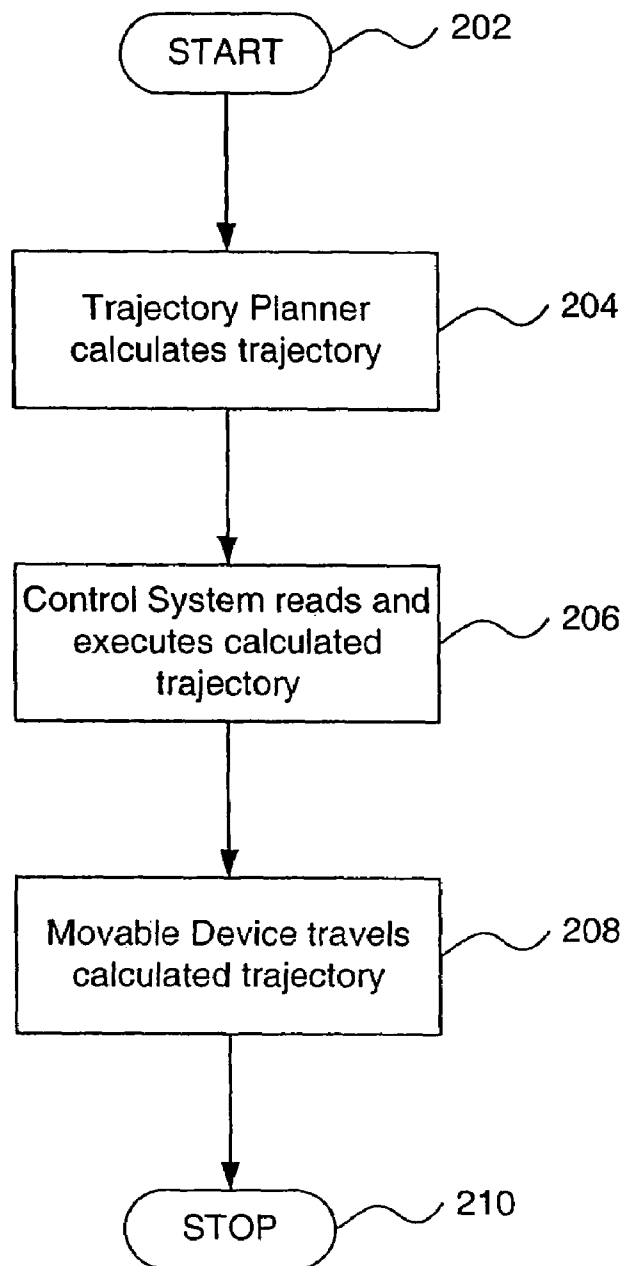 START
202
Trajectory Planner
calculates trajectory
204
Control System reads and
executes calculated
trajectory
206
Movable Device travels
calculated trajectory
208
STOP
210